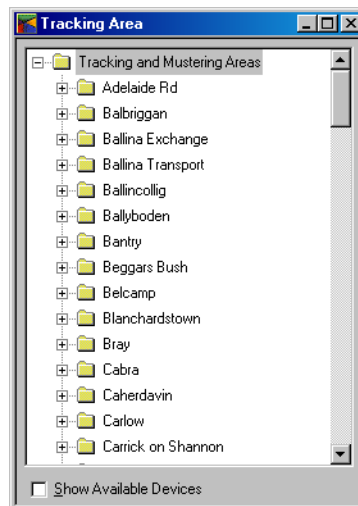 Tracking Area
Tracking and Mustering Areas
Adelaide Rd
Balbriggan
Ballina Exchange
Ballina Transport
Ballincollig
Ballyboden
Bantry
Beggars Bush
Belcamp
Blanchardstown
Bray
Cabra
Caherdavin
Carlow
Carrick on Shannon
Show Available Devices